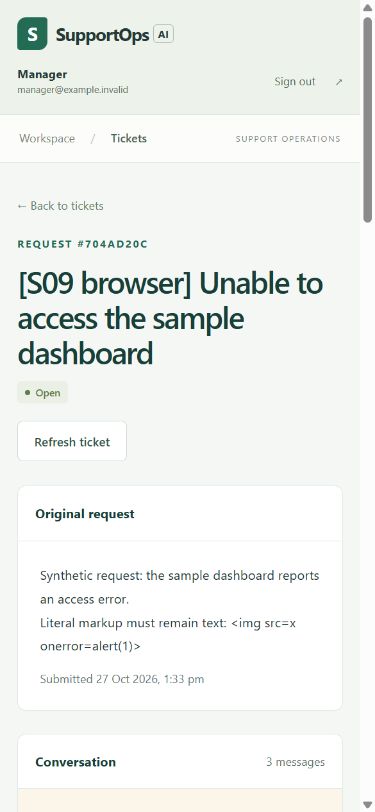 S SupportOps AI
Manager
manager@example.invalid
Sign out ↗
Workspace / Tickets SUPPORT OPERATIONS
← Back to tickets
REQUEST #704AD20C
[S09 browser] Unable to
access the sample
dashboard
Open
Refresh ticket
Original request
Synthetic request: the sample dashboard reports
an access error.
Literal markup must remain text: <img src=x
onerror=alert(1)>
Submitted 27 Oct 2026, 1:33 pm
Conversation 3 messages